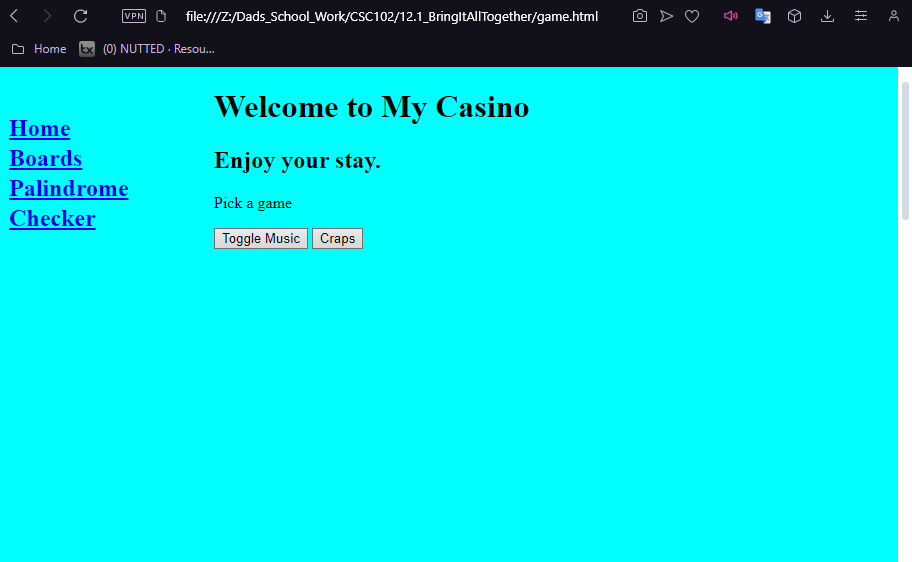 VPN
file:///Z:/Dads_School_Work/CSC102/12.1_BringItAllTogether/game.html
Home
tx
(0) NUTTED · Resou...
Welcome to My Casino
Home
Boards
Palindrome
Checker
Enjoy your stay.
Pick a game
Toggle Music
Craps